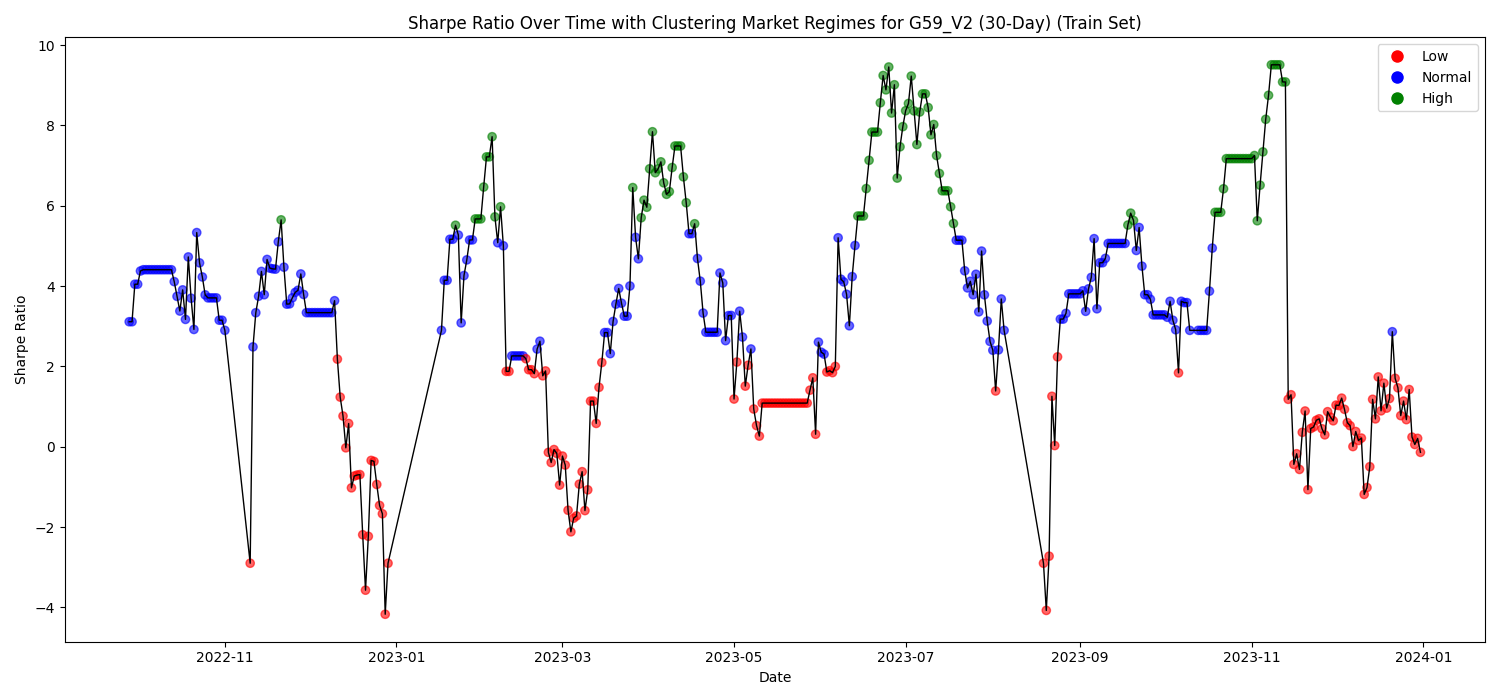 Sharpe Ratio Over Time with Clustering Market Regimes for G59_V2 (30-Day) (Train Set)
Low
Normal
High
Sharpe Ratio
10
8
6
4
2
0
−2
−4
2022-11
2023-01
2023-03
2023-05
2023-07
2023-09
2023-11
2024-01
Date